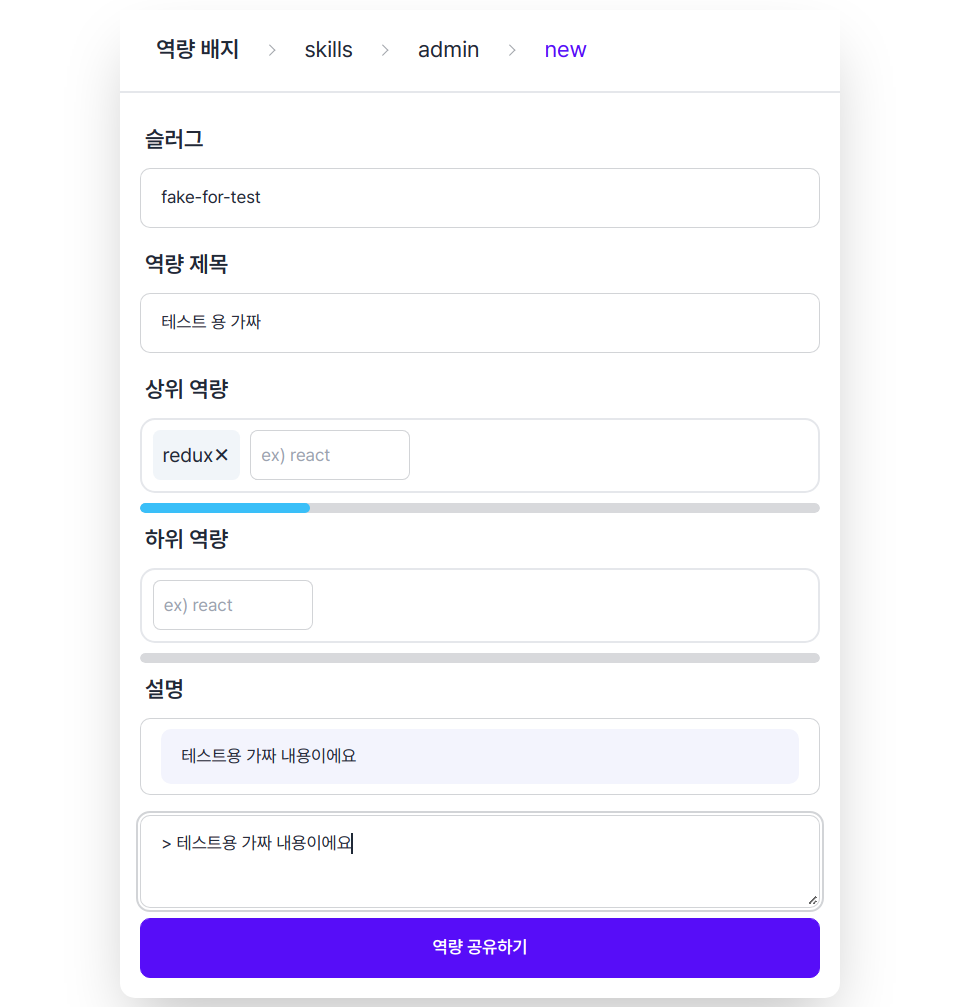 역량 배지 > skills > admin > new
슬러그
fake-for-test
역량 제목
테스트 용 가짜
상위 역량
redux✕ ex) react
하위 역량
ex) react
설명
테스트용 가짜 내용이에요
> 테스트용 가짜 내용이에요
역량 공유하기